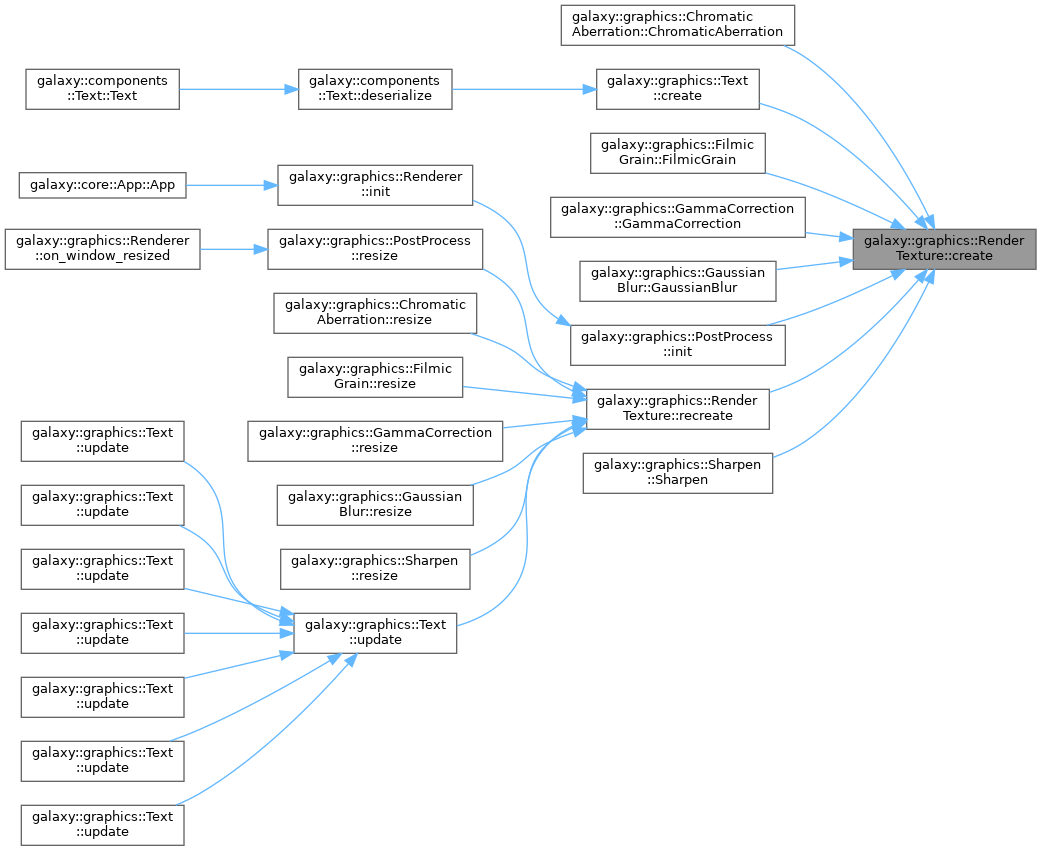 galaxy::graphics::Chromatic
Aberration::ChromaticAberration
galaxy::components
::Text::Text
galaxy::components
::Text::deserialize
galaxy::graphics::Text
::create
galaxy::graphics::Filmic
Grain::FilmicGrain
galaxy::core::App::App
galaxy::graphics::Renderer
::init
galaxy::graphics::GammaCorrection
::GammaCorrection
galaxy::graphics::Renderer
::on_window_resized
galaxy::graphics::PostProcess
::resize
galaxy::graphics::Render
Texture::create
galaxy::graphics::Gaussian
Blur::GaussianBlur
galaxy::graphics::Chromatic
Aberration::resize
galaxy::graphics::PostProcess
::init
galaxy::graphics::Filmic
Grain::resize
galaxy::graphics::Render
Texture::recreate
galaxy::graphics::Text
::update
galaxy::graphics::GammaCorrection
::resize
galaxy::graphics::Sharpen
::Sharpen
galaxy::graphics::Text
::update
galaxy::graphics::Gaussian
Blur::resize
galaxy::graphics::Text
::update
galaxy::graphics::Sharpen
::resize
galaxy::graphics::Text
::update
galaxy::graphics::Text
::update
galaxy::graphics::Text
::update
galaxy::graphics::Text
::update
galaxy::graphics::Text
::update